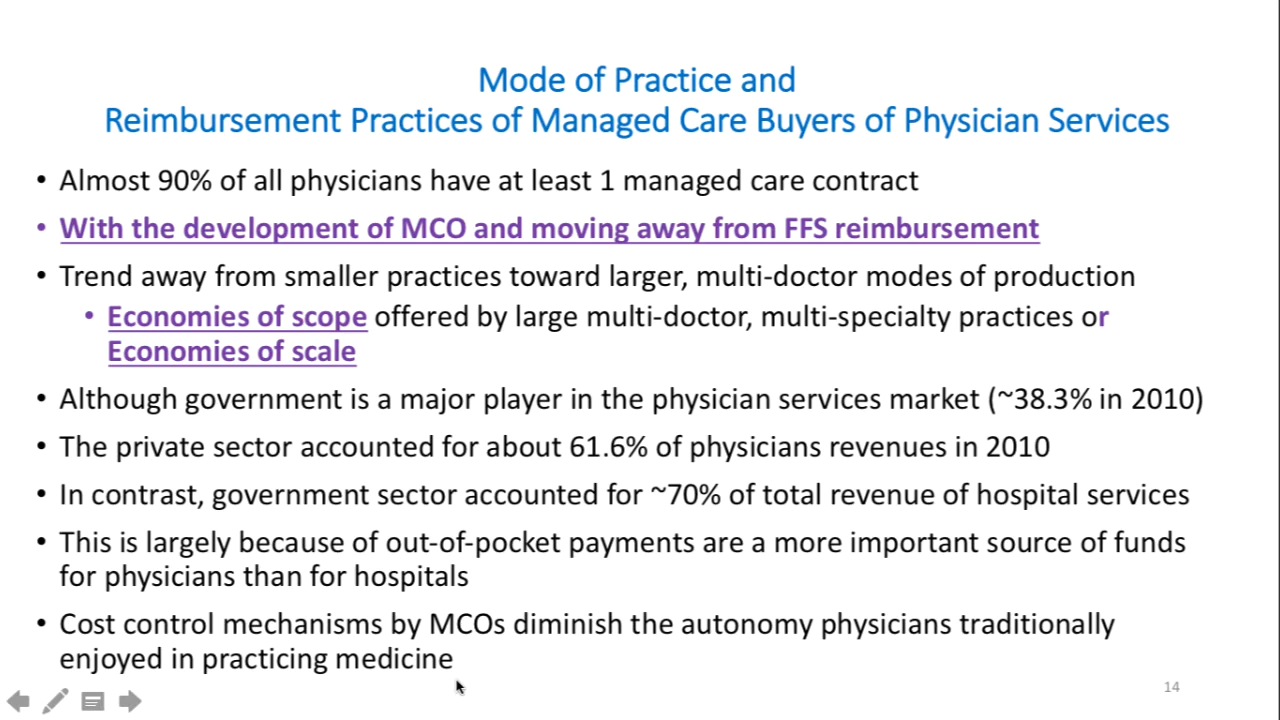 Mode of Practice and
Reimbursement Practices of Managed Care Buyers of Physician Services
• Almost 90% of all physicians have at least 1 managed care contract
• With the development of MCO and moving away from FFS reimbursement
• Trend away from smaller practices toward larger, multi-doctor modes of production
• Economies of scope offered by large multi-doctor, multi-specialty practices or
Economies of scale
• Although government is a major player in the physician services market (~38.3% in 2010)
• The private sector accounted for about 61.6% of physicians revenues in 2010
• In contrast, government sector accounted for ~70% of total revenue of hospital services
• This is largely because of out-of-pocket payments are a more important source of funds
for physicians than for hospitals
• Cost control mechanisms by MCOs diminish the autonomy physicians traditionally
enjoyed in practicing medicine
14